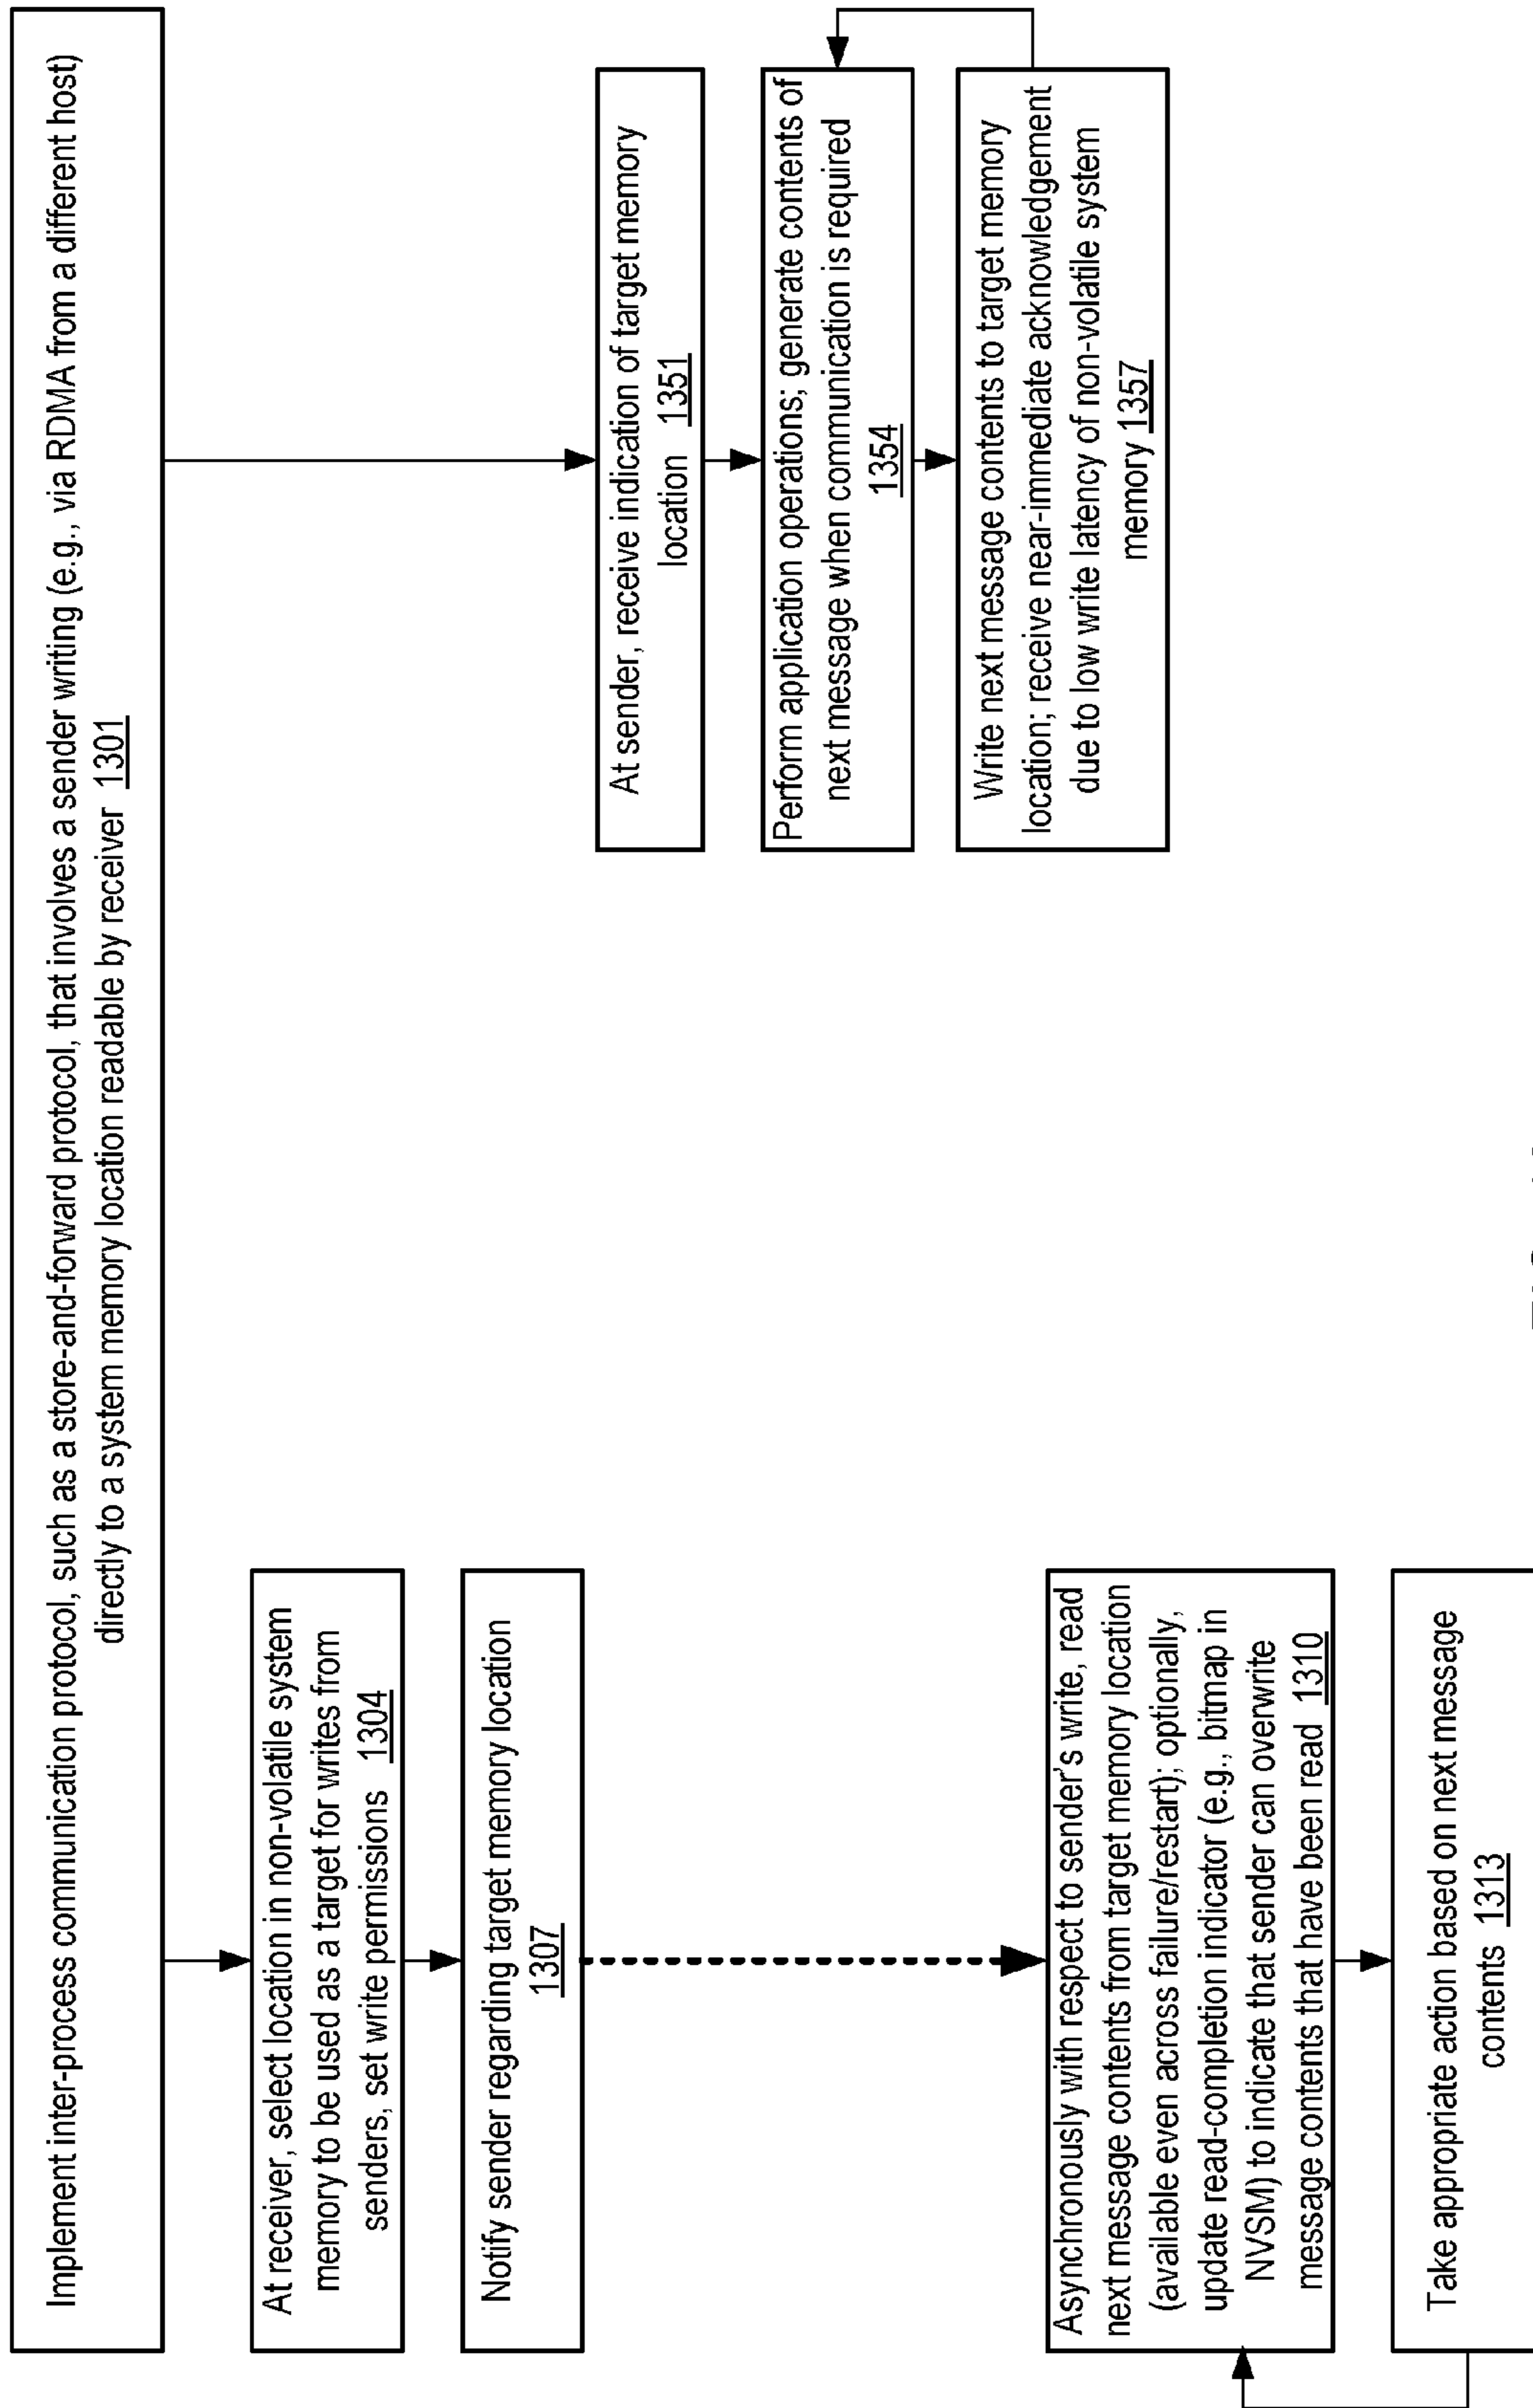 Implement inter-process communication protocol, such as a store-and-forward protocol, that involves a sender writing (e.g., via RDMA from a different host)
directly to a system memory location readable by receiver 1301
At receiver, select location in non-volatile system
memory to be used as a target for writes from
senders, set write permissions 1304
Notify sender regarding target memory location
1307
Asynchronously with respect to sender's write, read
next message contents from target memory location
(available even across failure/restart); optionally,
update read-completion indicator (e.g., bitmap in
NVSM) to indicate that sender can overwrite
message contents that have been read 1310
Take appropriate action based on next message
contents 1313
At sender, receive indication of target memory
location 1351
Perform application operations; generate contents of
next message when communication is required
1354
Write next message contents to target memory
location; receive near-immediate acknowledgement
due to low write latency of non-volatile system
memory 1357